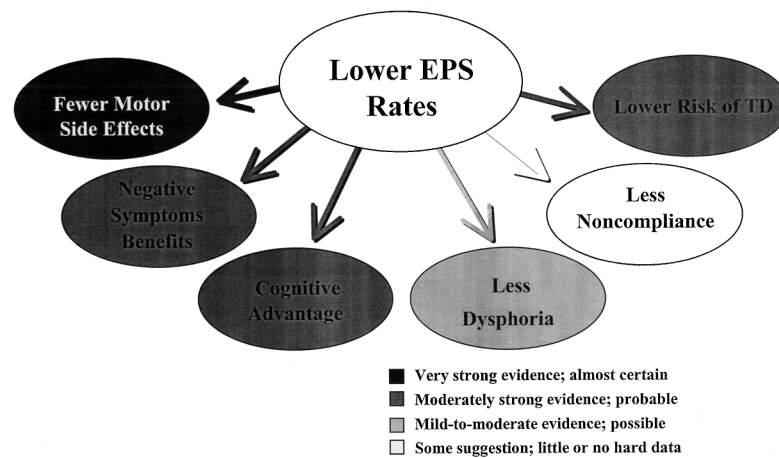 Lower EPS
Rates
Fewer Motor
Side Effects
Lower Risk of TD
Negative
Symptoms
Benefits
Less
Noncompliance
Cognitive
Advantage
Less
Dysphoria
Very strong evidence; almost certain
Moderately strong evidence; probable
Mild-to-moderate evidence; possible
Some suggestion; little or no hard data